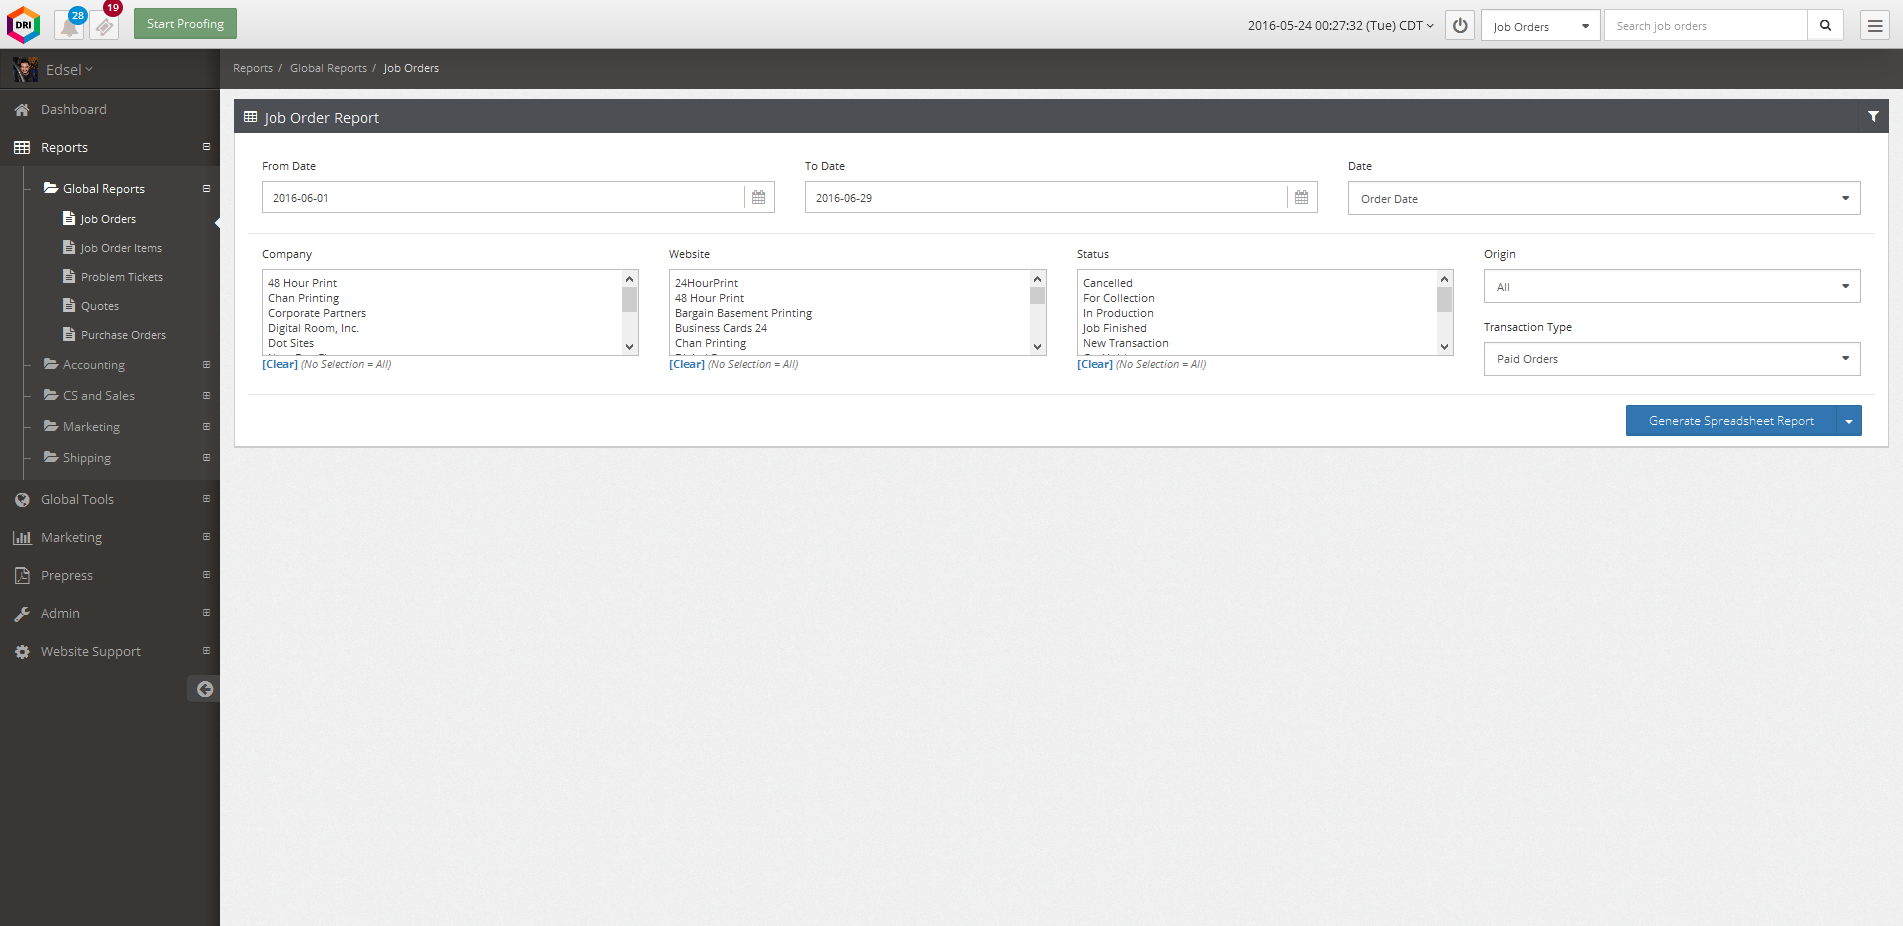 DRI
28
19
Start Proofing
2016-05-24 00:27:32 (Tue) CDT
Job Orders
Search job orders
Edsel
Reports / Global Reports / Job Orders
Dashboard
Reports
Global Reports
Job Orders
Job Order Items
Problem Tickets
Quotes
Purchase Orders
Accounting
CS and Sales
Marketing
Shipping
Global Tools
Marketing
Prepress
Admin
Website Support
Job Order Report
From Date
2016-06-01
To Date
2016-06-29
Date
Order Date
Company
48 Hour Print
Chan Printing
Corporate Partners
Digital Room, Inc.
Dot Sites
[Clear] (No Selection = All)
Website
24HourPrint
48 Hour Print
Bargain Basement Printing
Business Cards 24
Chan Printing
[Clear] (No Selection = All)
Status
Cancelled
For Collection
In Production
Job Finished
New Transaction
[Clear] (No Selection = All)
Origin
All
Transaction Type
Paid Orders
Generate Spreadsheet Report